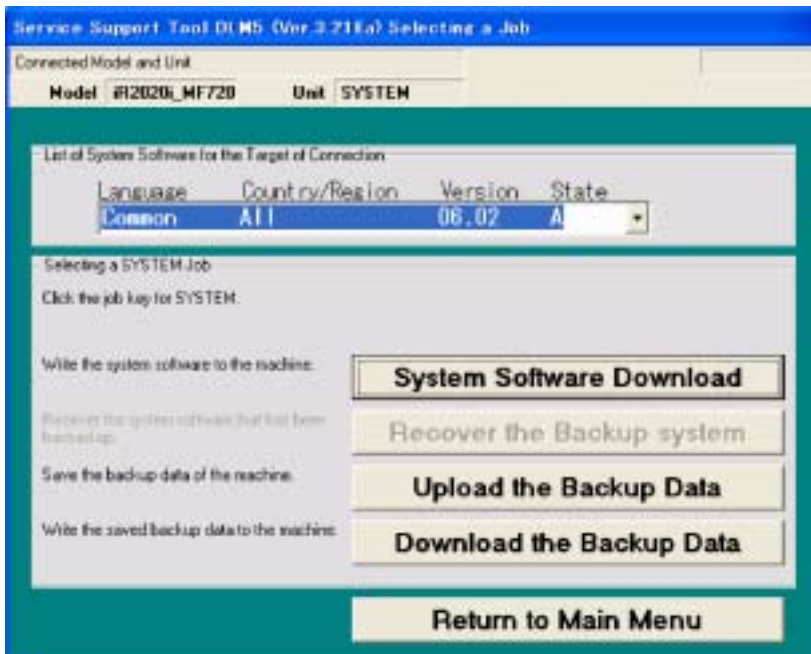 Service Support Tool DLM5 (Ver.3.21Ea) Selecting a Job
Connected Model and Unit
Model iR2020i_MF720 Unit SYSTEM
List of System Software for the Target of Connection
Language Country/Region Version State
Common All 06.02 A
Selecting a SYSTEM Job
Click the job key for SYSTEM.
Write the system software to the machine.
System Software Download
Recover the system software that has been
backed up.
Recover the Backup system
Save the backup data of the machine.
Upload the Backup Data
Write the saved backup data to the machine.
Download the Backup Data
Return to Main Menu